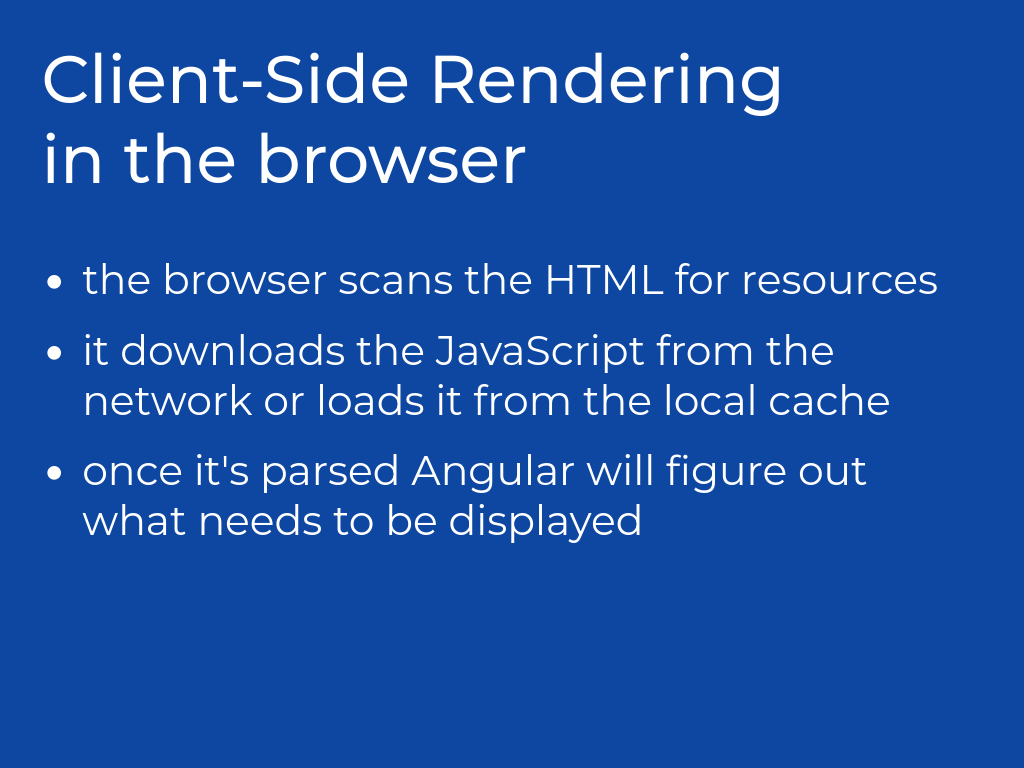 Client-Side Rendering
in the browser
• the browser scans the HTML for resources
• it downloads the JavaScript from the
network or loads it from the local cache
• once it's parsed Angular will figure out
what needs to be displayed